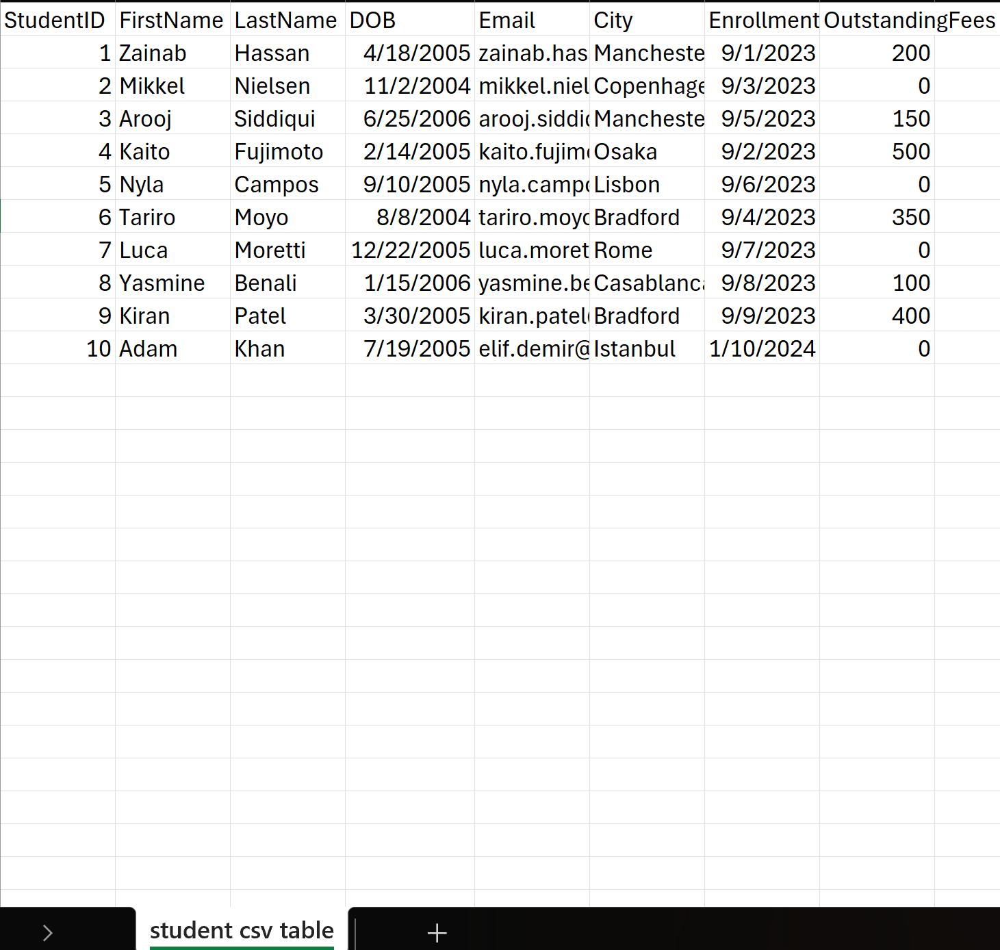 StudentID FirstName LastName DOB Email City Enrollment OutstandingFees
1 Zainab Hassan 4/18/2005 zainab.has Mancheste 9/1/2023 200
2 Mikkel Nielsen 11/2/2004 mikkel.niel Copenhage 9/3/2023 0
3 Arooj Siddiqui 6/25/2006 arooj.siddi Mancheste 9/5/2023 150
4 Kaito Fujimoto 2/14/2005 kaito.fujim Osaka 9/2/2023 500
5 Nyla Campos 9/10/2005 nyla.camp Lisbon 9/6/2023 0
6 Tariro Moyo 8/8/2004 tariro.moy Bradford 9/4/2023 350
7 Luca Moretti 12/22/2005 luca.moret Rome 9/7/2023 0
8 Yasmine Benali 1/15/2006 yasmine.be Casablanc 9/8/2023 100
9 Kiran Patel 3/30/2005 kiran.patel Bradford 9/9/2023 400
10 Adam Khan 7/19/2005 elif.demir@ Istanbul 1/10/2024 0
student csv table